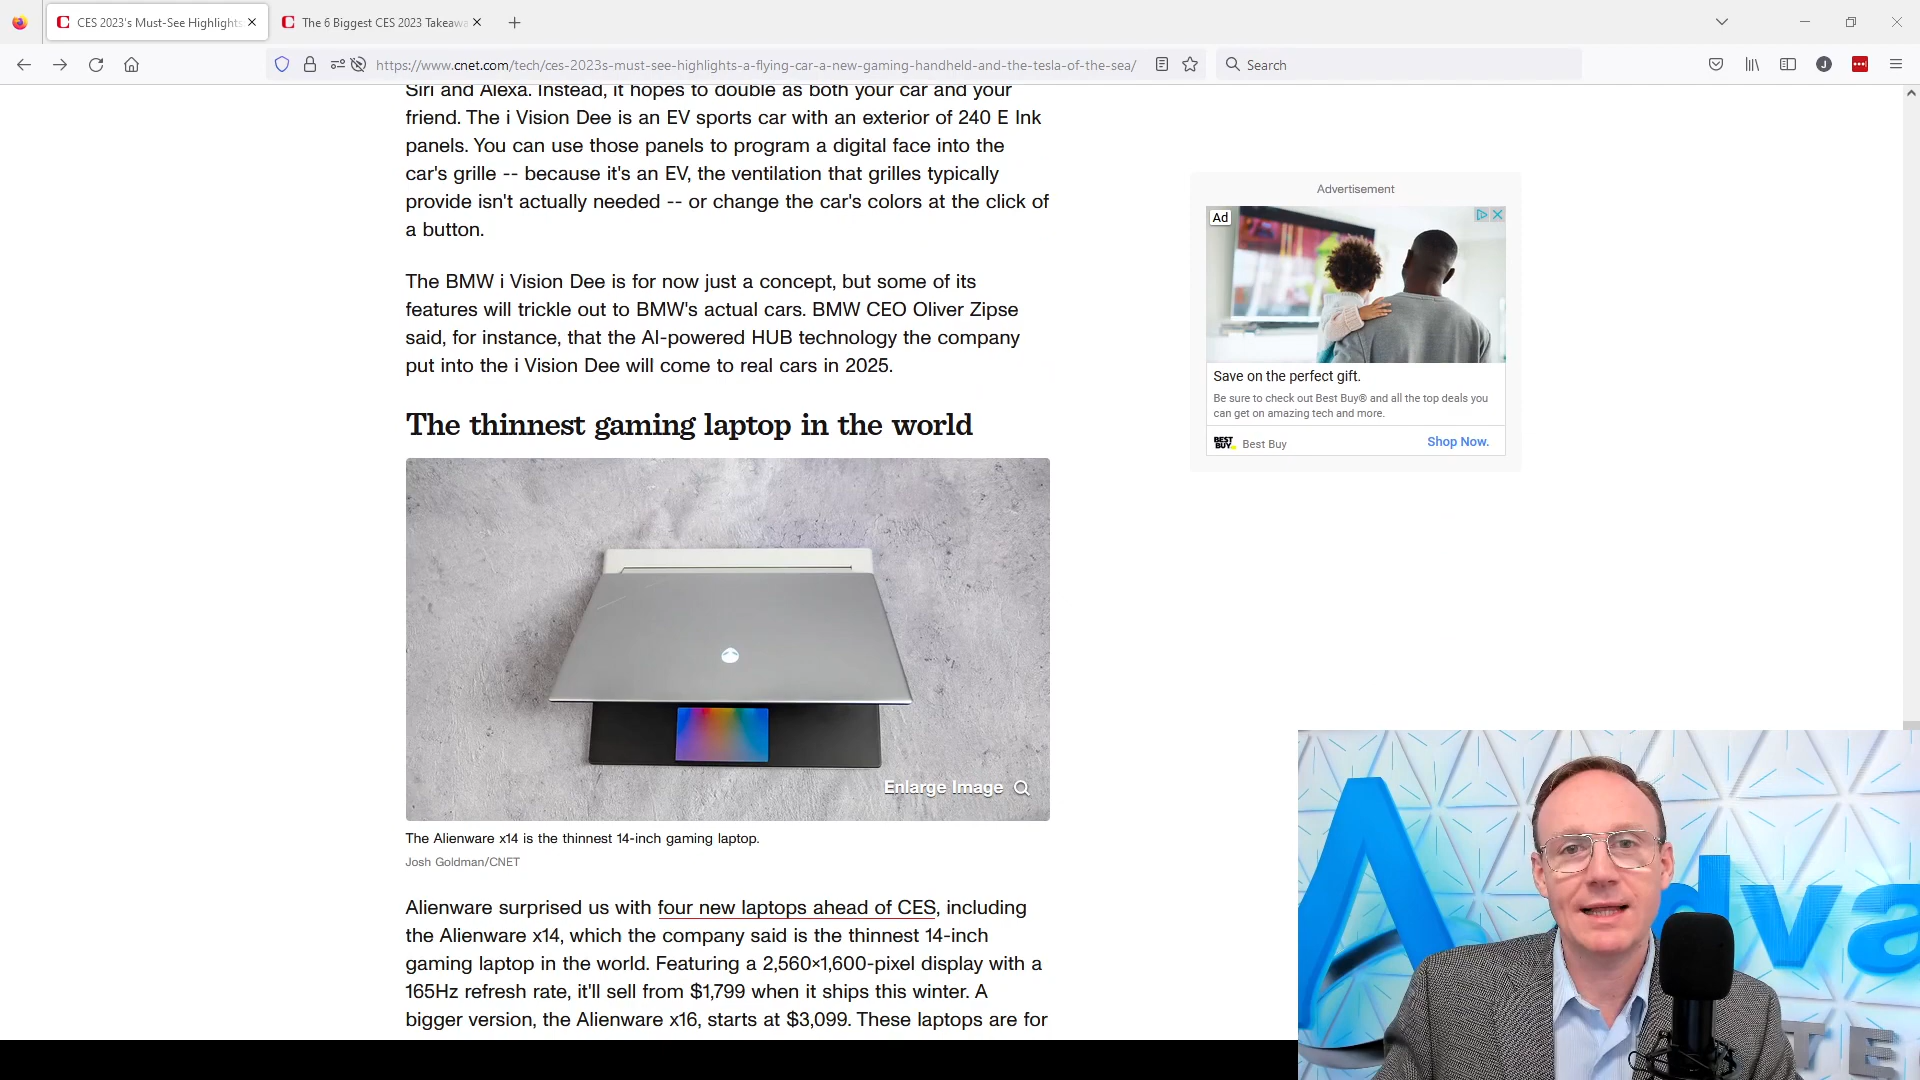 CES 2023's Must-See Highlights
The 6 Biggest CES 2023 Takeawa
https://www.cnet.com/tech/ces-2023s-must-see-highlights-a-flying-car-a-new-gaming-handheld-and-the-tesla-of-the-sea/
Search
J
Siri and Alexa. Instead, it hopes to double as both your car and your
friend. The i Vision Dee is an EV sports car with an exterior of 240 E Ink
panels. You can use those panels to program a digital face into the
car's grille -- because it's an EV, the ventilation that grilles typically
provide isn't actually needed -- or change the car's colors at the click of
a button.
The BMW i Vision Dee is for now just a concept, but some of its
features will trickle out to BMW's actual cars. BMW CEO Oliver Zipse
said, for instance, that the AI-powered HUB technology the company
put into the i Vision Dee will come to real cars in 2025.
The thinnest gaming laptop in the world
Enlarge Image
The Alienware x14 is the thinnest 14-inch gaming laptop.
Josh Goldman/CNET
Alienware surprised us with four new laptops ahead of CES, including
the Alienware x14, which the company said is the thinnest 14-inch
gaming laptop in the world. Featuring a 2,560×1,600-pixel display with a
165Hz refresh rate, it'll sell from $1,799 when it ships this winter. A
bigger version, the Alienware x16, starts at $3,099. These laptops are for
Advertisement
Ad
Save on the perfect gift.
Be sure to check out Best Buy® and all the top deals you
can get on amazing tech and more.
BEST BUY
Best Buy
Shop Now.
dva
TE